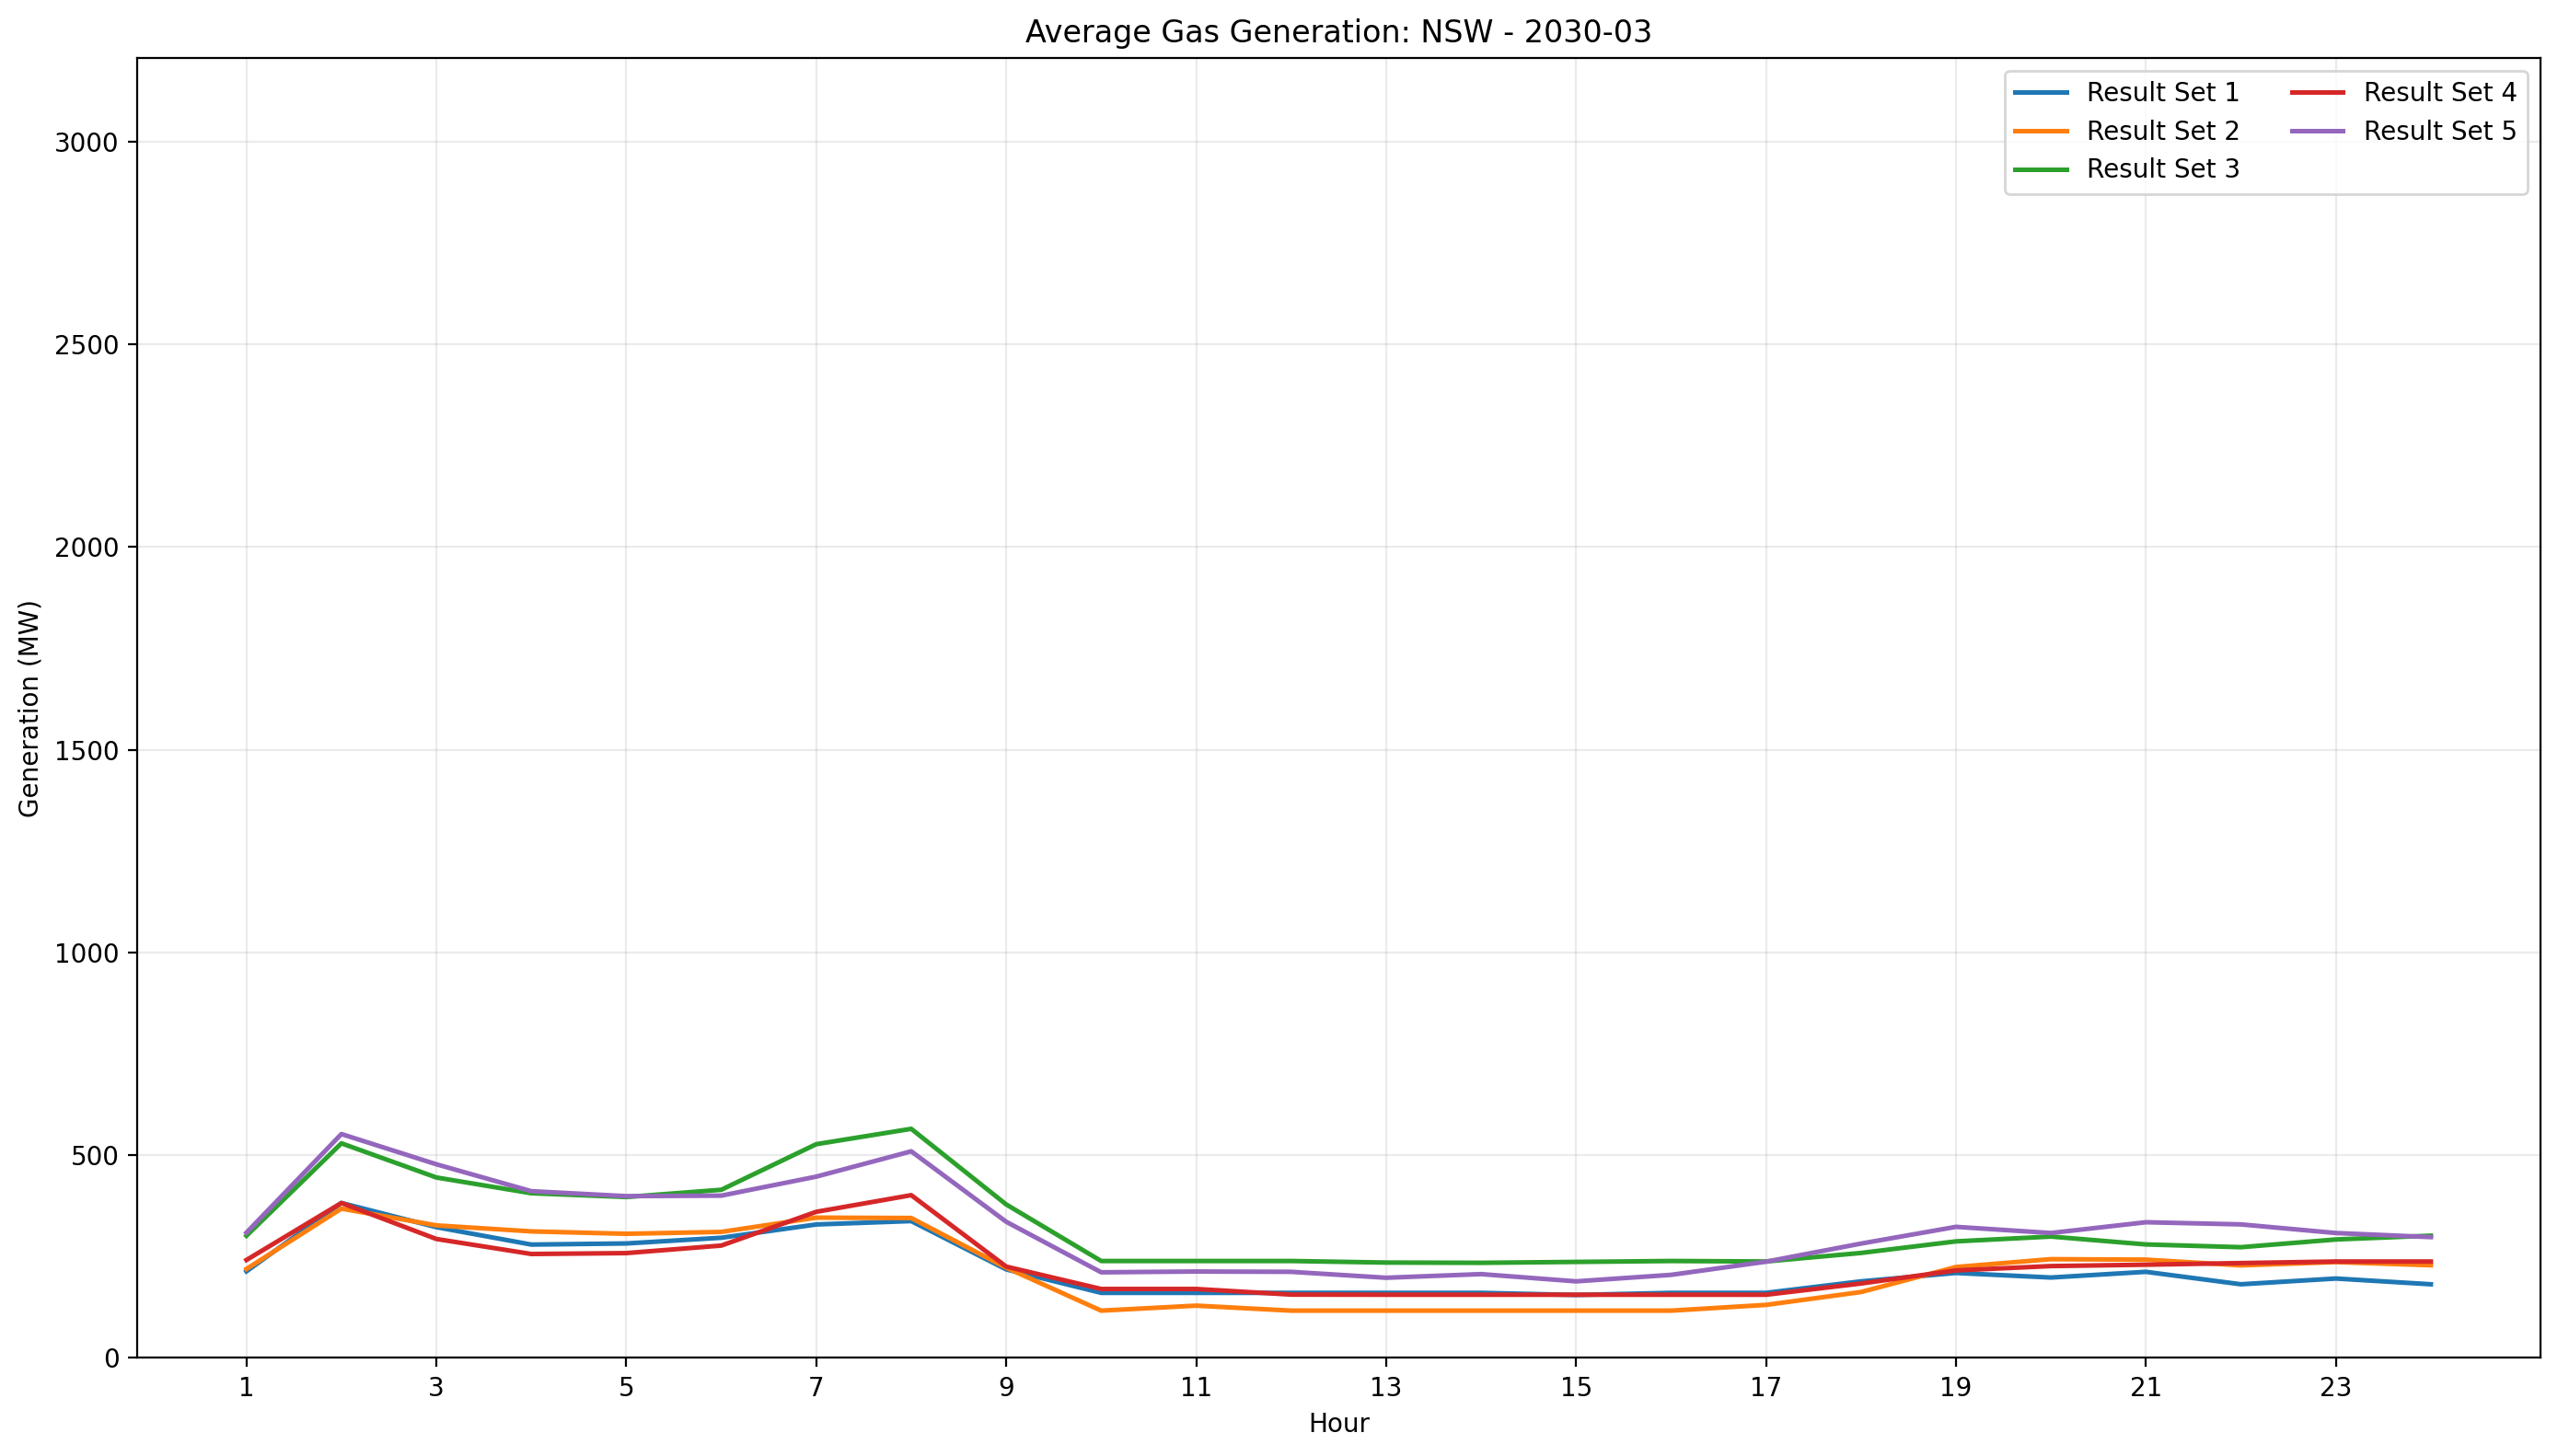 Average Gas Generation: NSW - 2030-03
Result Set 1
Result Set 2
Result Set 3
Result Set 4
Result Set 5
Generation (MW)
3000
2500
2000
1500
1000
500
0
1 3 5 7 9 11 13 15 17 19 21 23
Hour